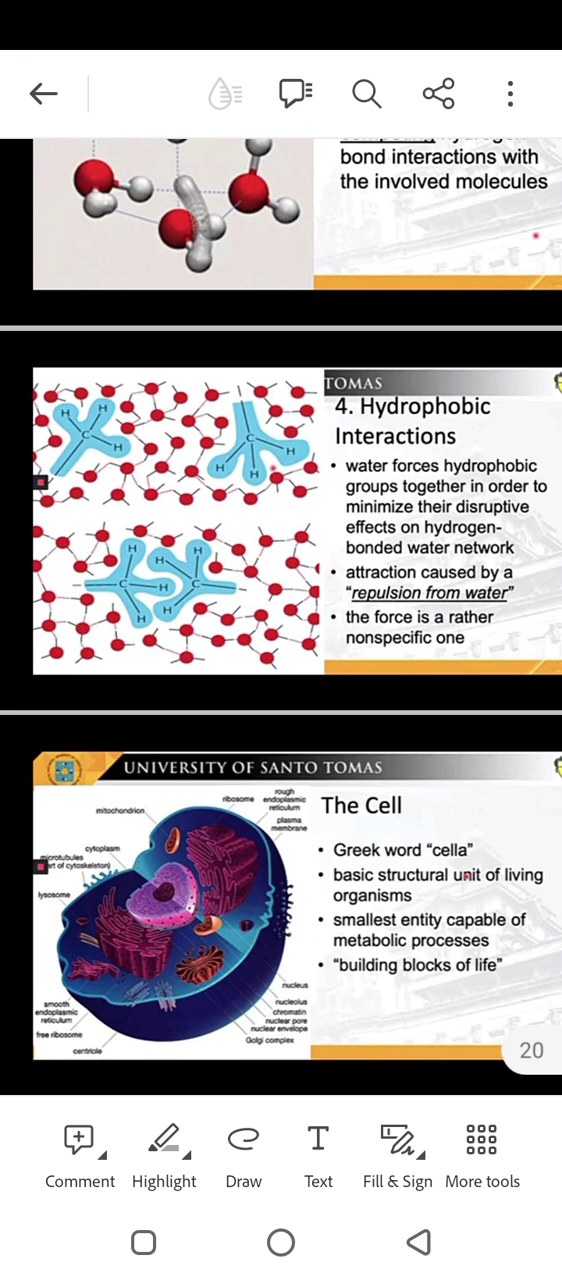 bond interactions with
the involved molecules
TOMAS
4. Hydrophobic
Interactions
• water forces hydrophobic
groups together in order to
minimize their disruptive
effects on hydrogen-
bonded water network
• attraction caused by a
“repulsion from water”
• the force is a rather
nonspecific one
H
H
C
H
C
H
H
H
H
H
H
C
H
C
H
H
UNIVERSITY OF SANTO TOMAS
The Cell
• Greek word “cella”
• basic structural unit of living
organisms
• smallest entity capable of
metabolic processes
• “building blocks of life”
mitochondrion
ribosome
rough
endoplasmic
reticulum
plasma
membrane
cytoplasm
microtubules
art of cytoskeleton)
lysosome
smooth
endoplasmic
reticulum
free ribosome
centriole
nucleus
nucleolus
chromatin
nuclear pore
nuclear envelope
Golgi complex
20
Comment
Highlight
Draw
T
Text
Fill & Sign
More tools